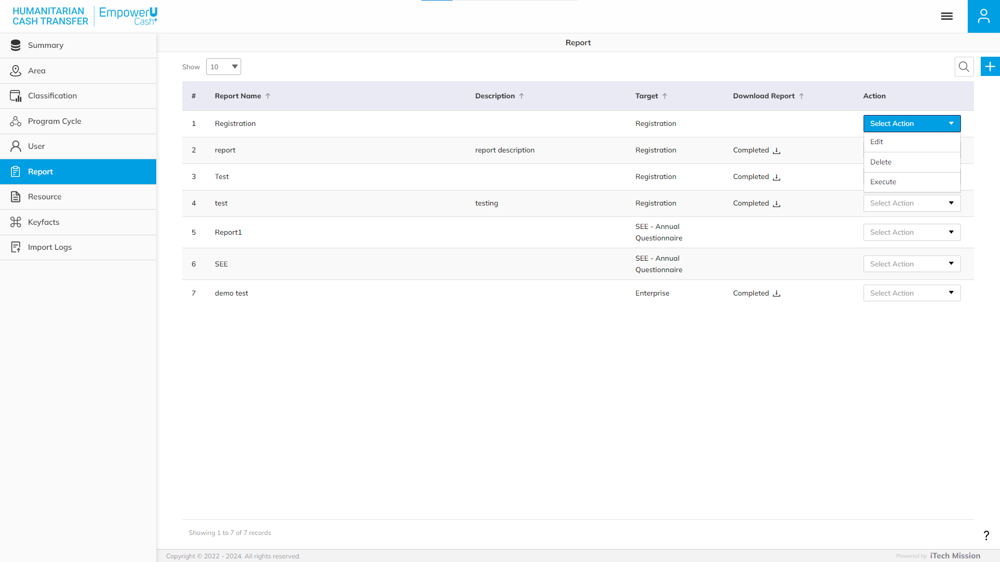 HUMANITARIAN
CASH TRANSFER
EmpowerU
Cash+
Summary
Area
Classification
Program Cycle
User
Report
Resource
Keyfacts
Import Logs
Report
Show 10
# Report Name Description Target Download Report Action
1 Registration Registration Select Action
Edit
Delete
Execute
2 report report description Registration Completed
3 Test Registration Completed
4 test testing Registration Completed Select Action
5 Report1 SEE - Annual
Questionnaire Select Action
6 SEE SEE - Annual
Questionnaire Select Action
7 demo test Enterprise Completed Select Action
Showing 1 to 7 of 7 records
?
Copyright © 2022 - 2024. All rights reserved.
Powered by iTech Mission